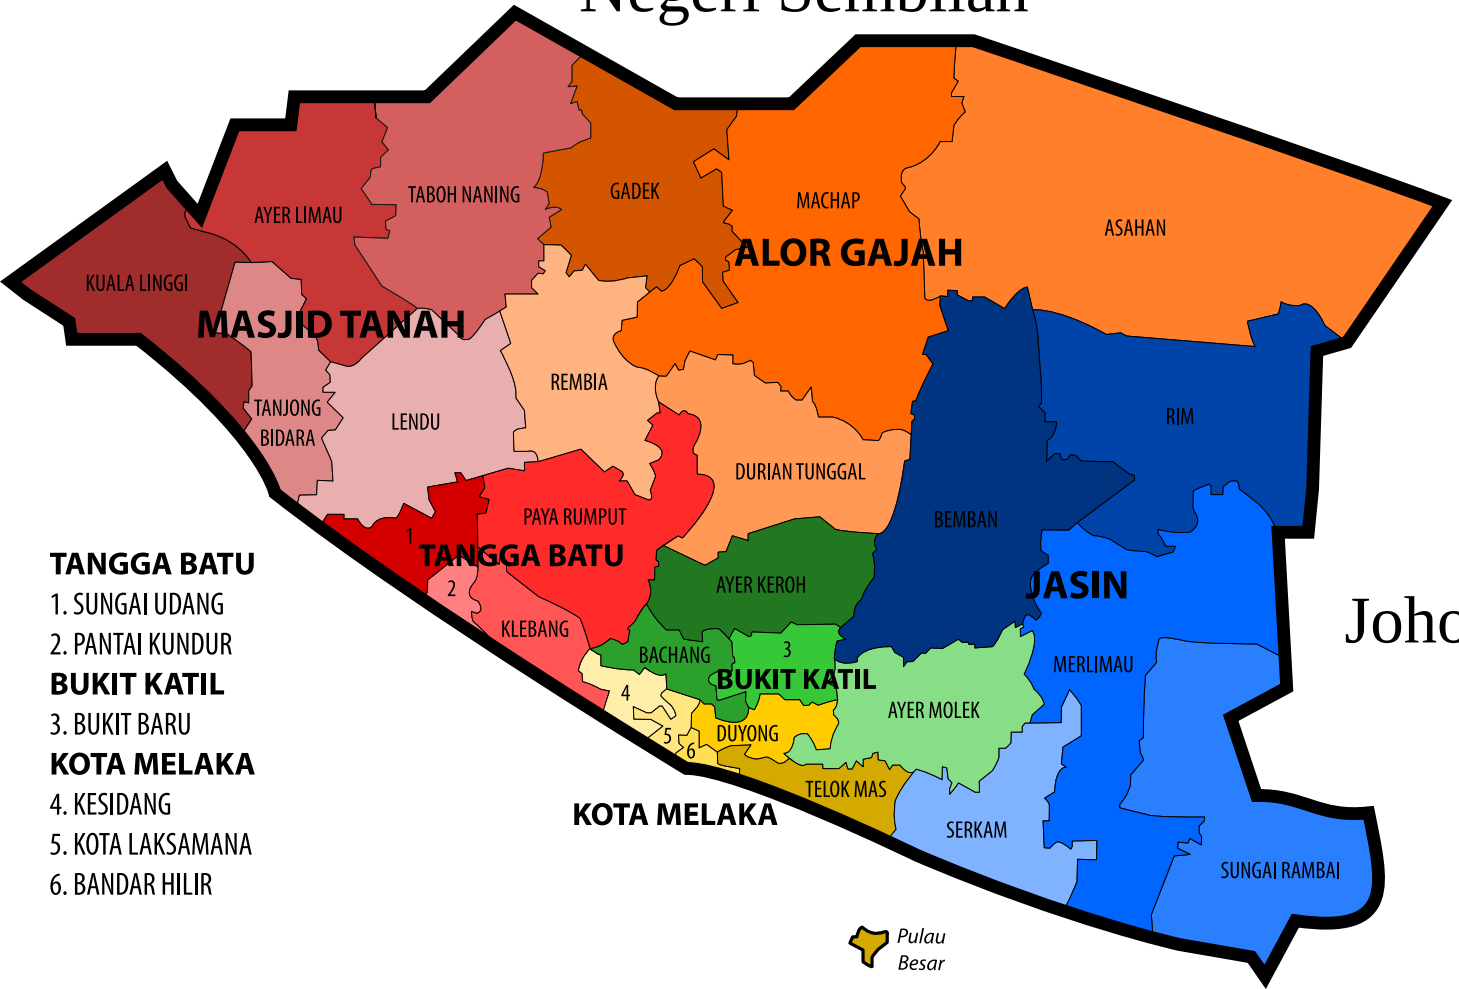 Negeri Sembilan
TABOH NANING
GADEK
MACHAP
AYER LIMAU
ASAHAN
ALOR GAJAH
KUALA LINGGI
MASJID TANAH
REMBIA
TANJONG
BIDARA
LENDU
RIM
DURIAN TUNGGAL
PAYA RUMPUT
BEMBAN
1
TANGGA BATU
2
AYER KEROH
JASIN
KLEBANG
BACHANG
3
BUKIT KATIL
MERLIMAU
4
AYER MOLEK
5
6
DUYONG
TELOK MAS
KOTA MELAKA
SERKAM
SUNGAI RAMBAI
Joho
Pulau
Besar
TANGGA BATU
1. SUNGAI UDANG
2. PANTAI KUNDUR
BUKIT KATIL
3. BUKIT BARU
KOTA MELAKA
4. KESIDANG
5. KOTA LAKSAMANA
6. BANDAR HILIR